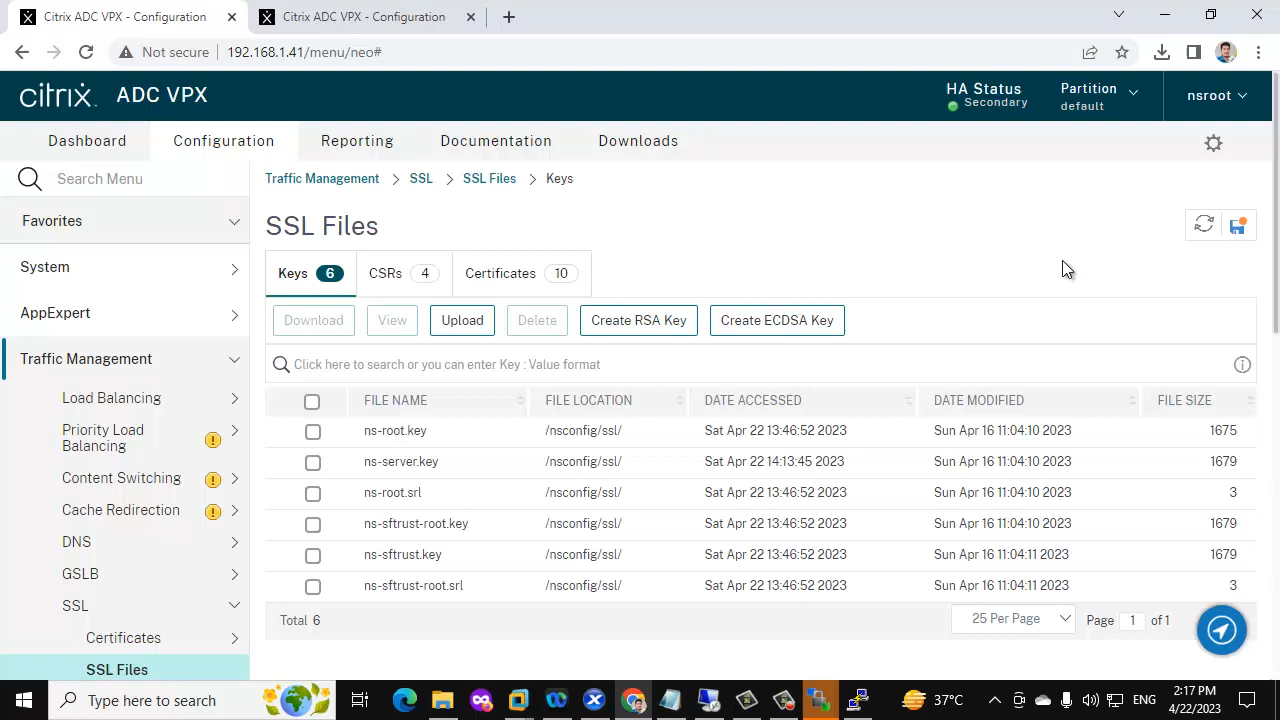 Citrix ADC VPX - Configuration
Citrix ADC VPX - Configuration
Not secure
192.168.1.41/menu/neo#
citrix. ADC VPX
HA Status
Secondary
Partition
default
nsroot
Dashboard
Configuration
Reporting
Documentation
Downloads
Search Menu
Favorites
System
AppExpert
Traffic Management
Load Balancing
Priority Load
Balancing
Content Switching
Cache Redirection
DNS
GSLB
SSL
Certificates
SSL Files
Traffic Management > SSL > SSL Files > Keys
SSL Files
Keys 6
CSRs 4
Certificates 10
Download
View
Upload
Delete
Create RSA Key
Create ECDSA Key
Click here to search or you can enter Key : Value format
FILE NAME FILE LOCATION DATE ACCESSED DATE MODIFIED FILE SIZE
ns-root.key /nsconfig/ssl/ Sat Apr 22 13:46:52 2023 Sun Apr 16 11:04:10 2023 1675
ns-server.key /nsconfig/ssl/ Sat Apr 22 14:13:45 2023 Sun Apr 16 11:04:10 2023 1679
ns-root.srl /nsconfig/ssl/ Sat Apr 22 13:46:52 2023 Sun Apr 16 11:04:10 2023 3
ns-sftrust-root.key /nsconfig/ssl/ Sat Apr 22 13:46:52 2023 Sun Apr 16 11:04:10 2023 1679
ns-sftrust.key /nsconfig/ssl/ Sat Apr 22 13:46:52 2023 Sun Apr 16 11:04:11 2023 1679
ns-sftrust-root.srl /nsconfig/ssl/ Sat Apr 22 13:46:52 2023 Sun Apr 16 11:04:11 2023 3
Total 6
25 Per Page
Page 1 of 1
Type here to search
37°C
ENG
2:17 PM
4/22/2023